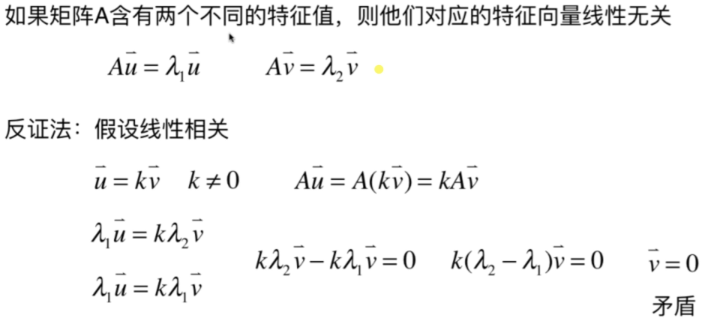 如果矩阵A含有两个不同的特征值，则他们对应的特征向量线性无关
$A\vec{u}=\lambda_1\vec{u}$ $A\vec{v}=\lambda_2\vec{v}$
反证法：假设线性相关
$\vec{u}=k\vec{v}$ $k\neq 0$ $A\vec{u}=A(k\vec{v})=kA\vec{v}$
$\lambda_1\vec{u}=k\lambda_2\vec{v}$
$k\lambda_2\vec{v}-k\lambda_1\vec{v}=0$ $k(\lambda_2-\lambda_1)\vec{v}=0$ $\vec{v}=0$
$\lambda_1\vec{u}=k\lambda_1\vec{v}$
矛盾